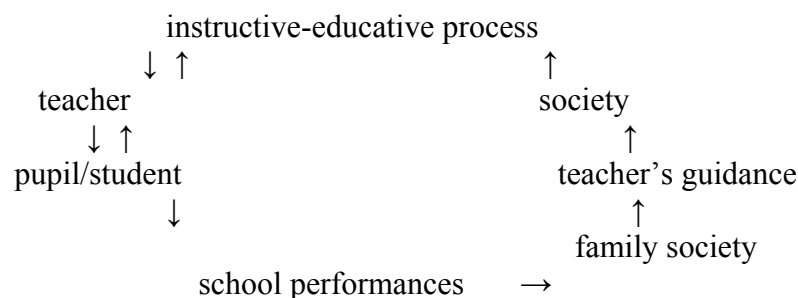 instructive-educative process
↓ ↑ ↑
teacher society
↓ ↑ ↑
pupil/student teacher’s guidance
↓ ↑
family society
school performances →